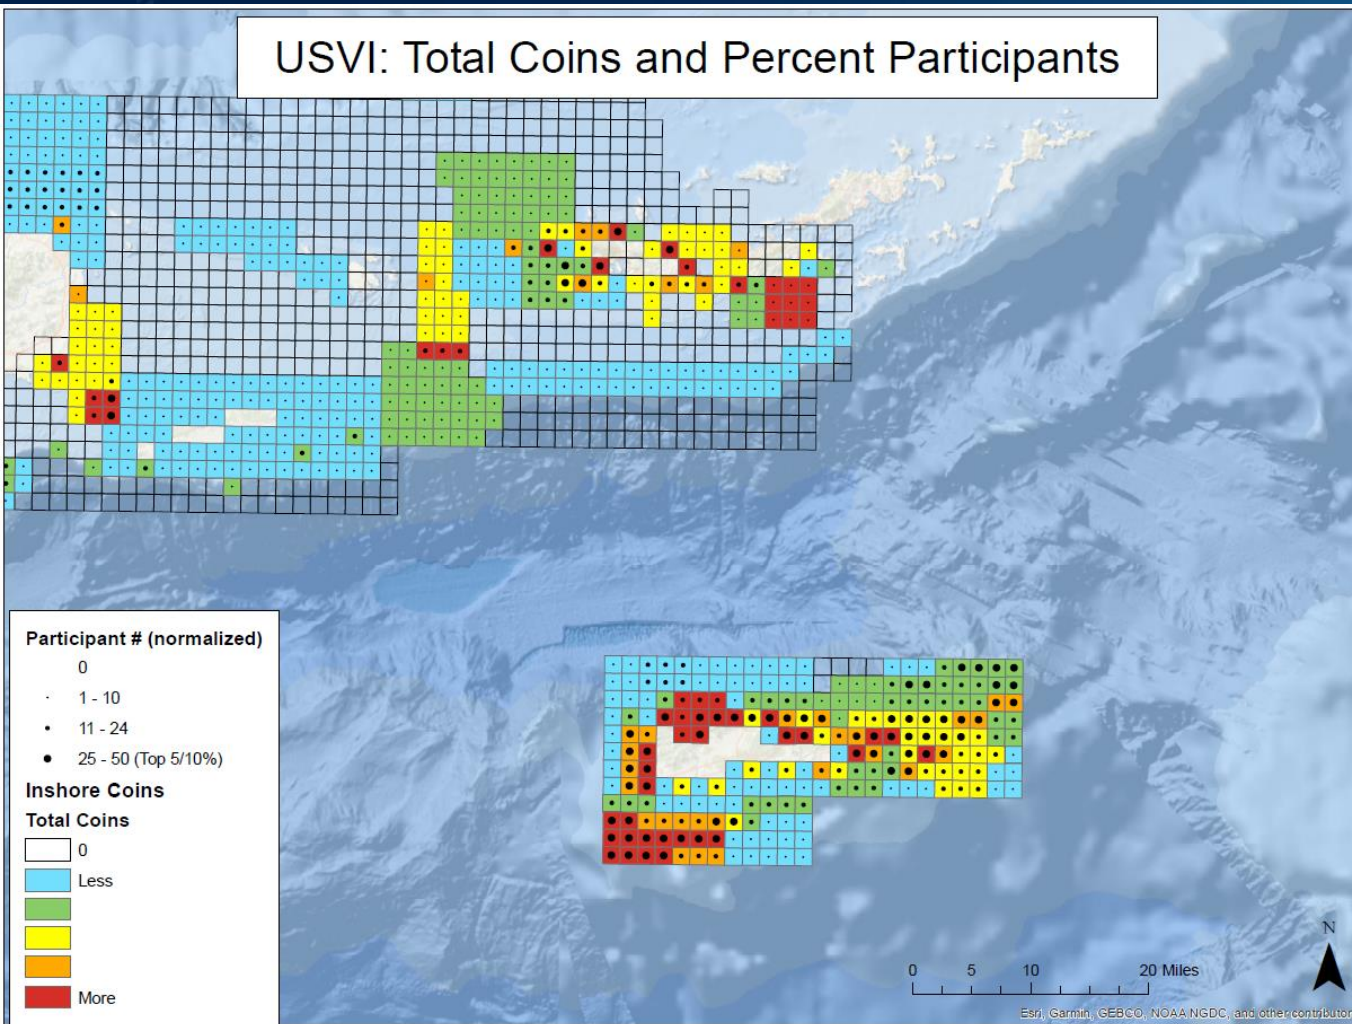 USVI: Total Coins and Percent Participants
Participant # (normalized)
0
1 - 10
11 - 24
25 - 50 (Top 5/10%)
Inshore Coins
Total Coins
0
Less
More
N
0 5 10 20 Miles
Esri, Garmin, GEBCO, NOAA NGDC, and other contributor